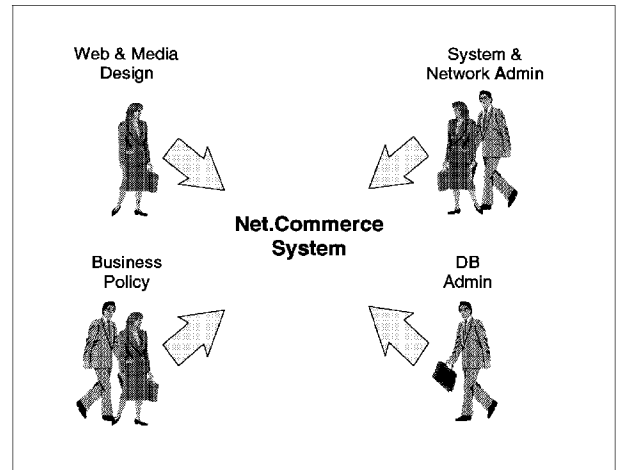 Web & Media
Design
System &
Network Admin
Net.Commerce
System
Business
Policy
DB
Admin